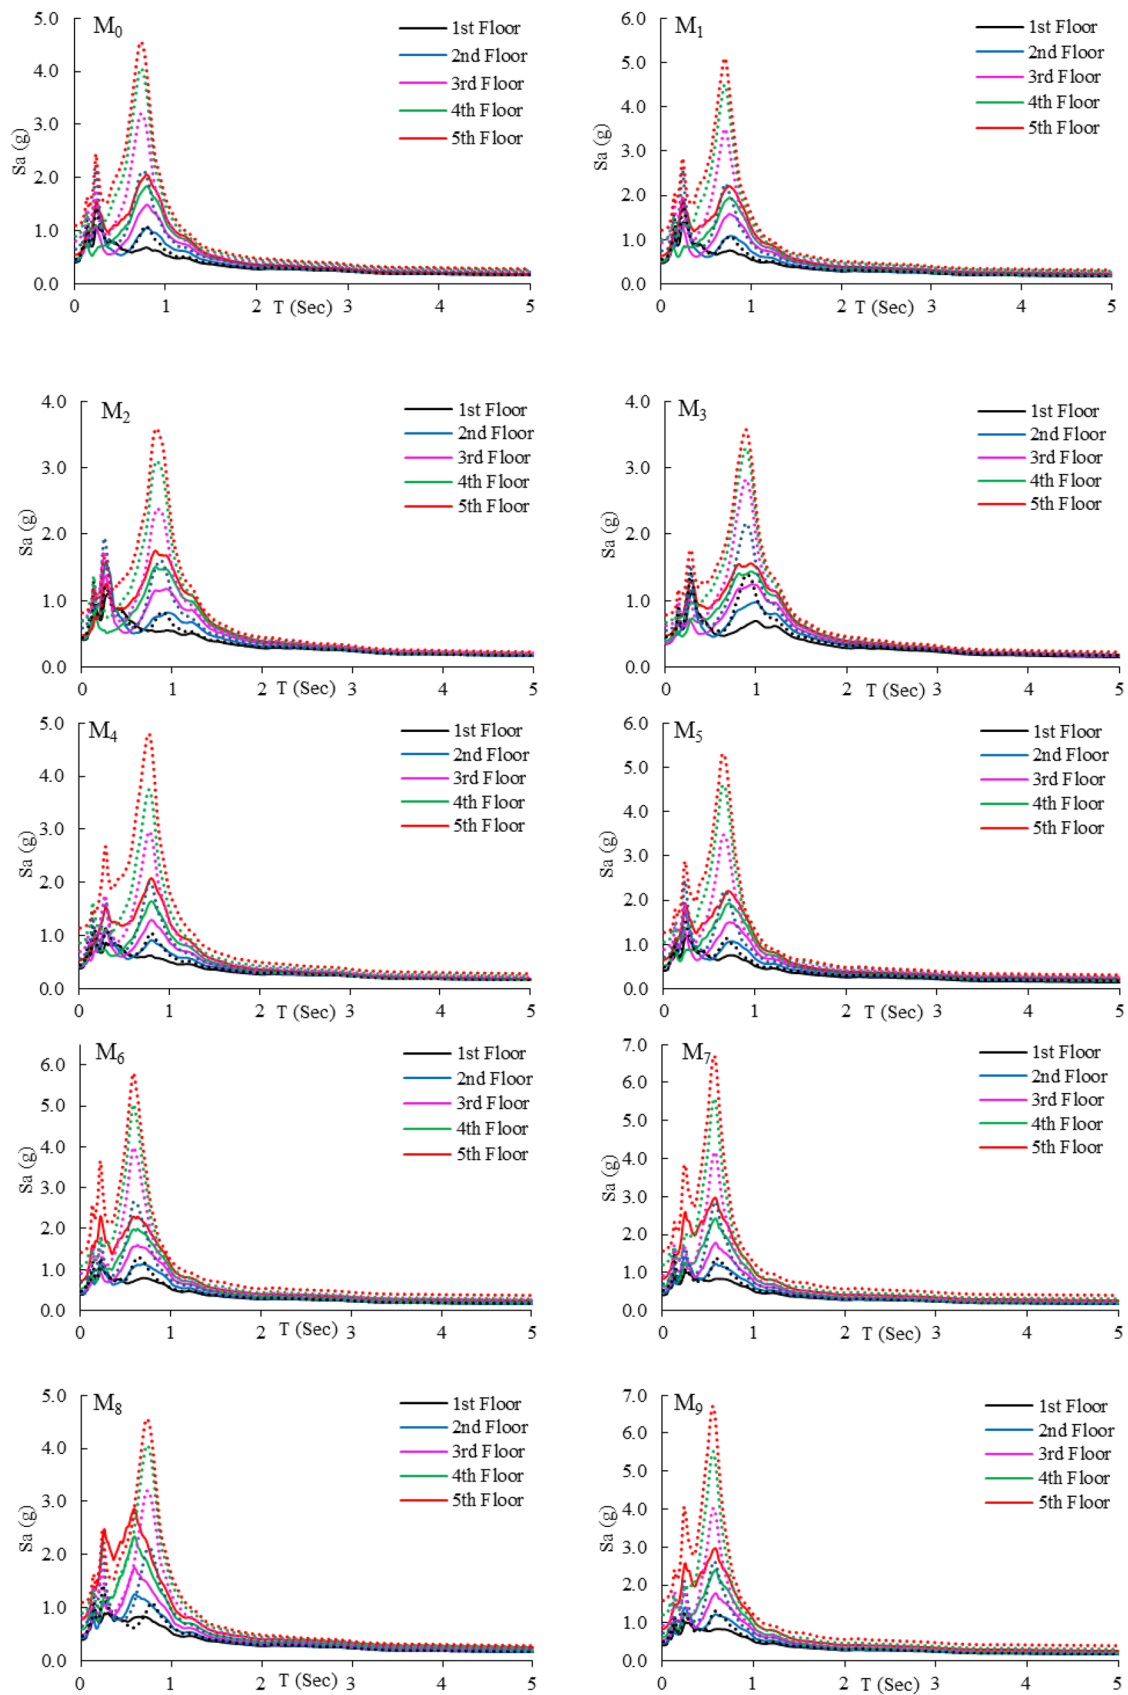 M0
5.0
4.0
3.0
2.0
1.0
0.0
Sa (g)
0 1 2 3 4 5
T (Sec)
1st Floor
2nd Floor
3rd Floor
4th Floor
5th Floor
M1
6.0
5.0
4.0
3.0
2.0
1.0
0.0
Sa (g)
0 1 2 3 4 5
T (Sec)
1st Floor
2nd Floor
3rd Floor
4th Floor
5th Floor
M2
4.0
3.0
2.0
1.0
0.0
Sa (g)
0 1 2 3 4 5
T (Sec)
1st Floor
2nd Floor
3rd Floor
4th Floor
5th Floor
M3
4.0
3.0
2.0
1.0
0.0
Sa (g)
0 1 2 3 4 5
T (Sec)
1st Floor
2nd Floor
3rd Floor
4th Floor
5th Floor
M4
5.0
4.0
3.0
2.0
1.0
0.0
Sa (g)
0 1 2 3 4 5
T (Sec)
1st Floor
2nd Floor
3rd Floor
4th Floor
5th Floor
M5
6.0
5.0
4.0
3.0
2.0
1.0
0.0
Sa (g)
0 1 2 3 4 5
T (Sec)
1st Floor
2nd Floor
3rd Floor
4th Floor
5th Floor
M6
6.0
5.0
4.0
3.0
2.0
1.0
0.0
Sa (g)
0 1 2 3 4 5
T (Sec)
1st Floor
2nd Floor
3rd Floor
4th Floor
5th Floor
M7
7.0
6.0
5.0
4.0
3.0
2.0
1.0
0.0
Sa (g)
0 1 2 3 4 5
T (Sec)
1st Floor
2nd Floor
3rd Floor
4th Floor
5th Floor
M8
5.0
4.0
3.0
2.0
1.0
0.0
Sa (g)
0 1 2 3 4 5
T (Sec)
1st Floor
2nd Floor
3rd Floor
4th Floor
5th Floor
M9
7.0
6.0
5.0
4.0
3.0
2.0
1.0
0.0
Sa (g)
0 1 2 3 4 5
T (Sec)
1st Floor
2nd Floor
3rd Floor
4th Floor
5th Floor